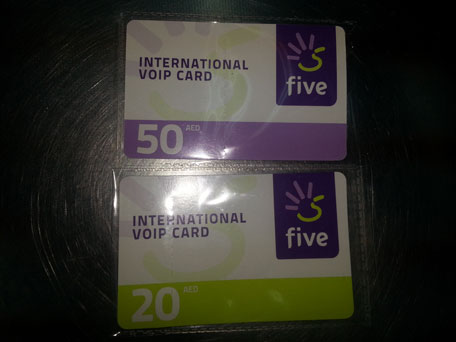 INTERNATIONAL
VOIP CARD
five
50 AED
INTERNATIONAL
VOIP CARD
five
20 AED